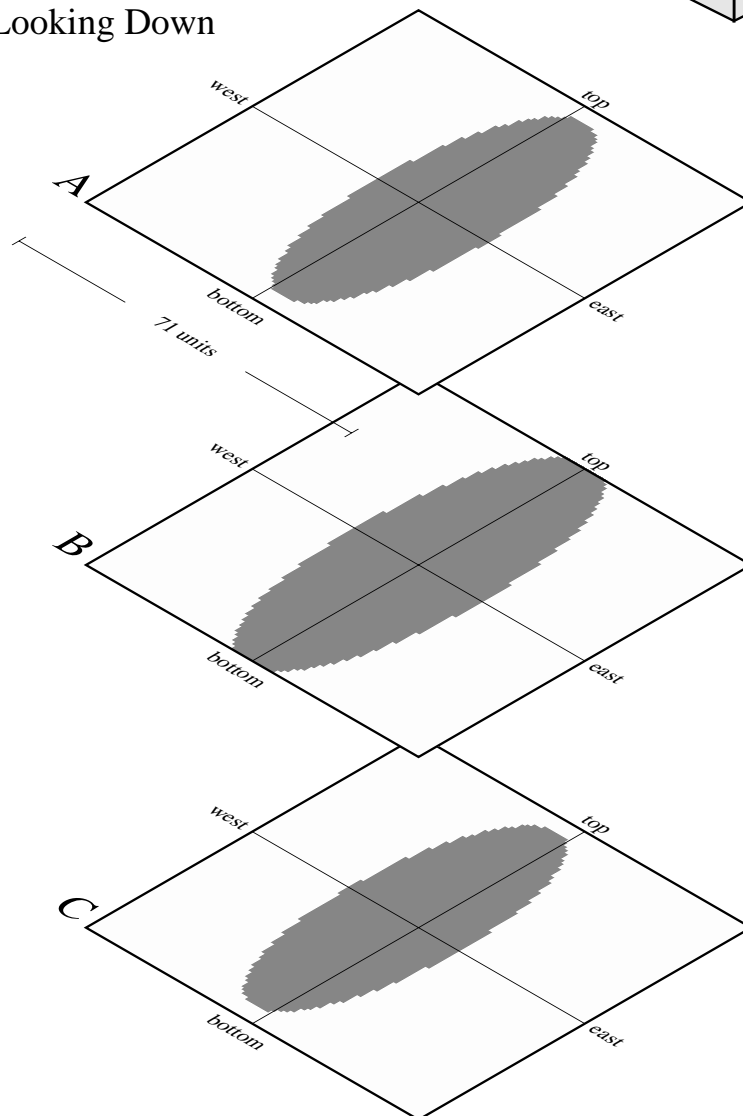 Looking Down
west
top
A
bottom
east
71 units
west
top
B
bottom
east
west
top
C
bottom
east